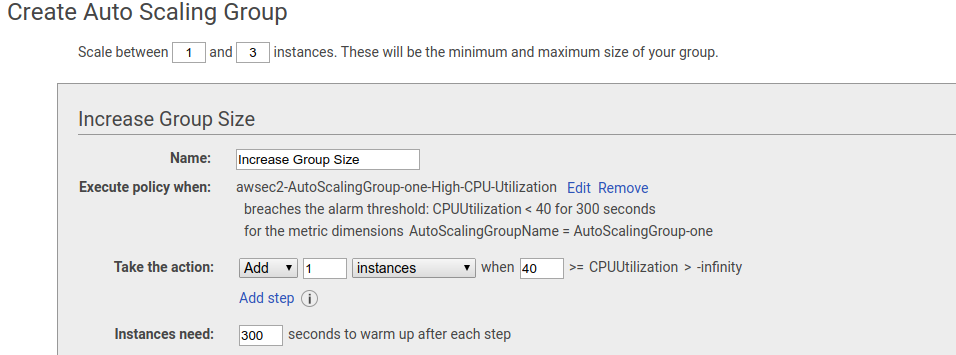 Create Auto Scaling Group
Scale between 1 and 3 instances. These will be the minimum and maximum size of your group.
Increase Group Size
Name: Increase Group Size
Execute policy when: awsec2-AutoScalingGroup-one-High-CPU-Utilization Edit Remove
breaches the alarm threshold: CPUUtilization < 40 for 300 seconds
for the metric dimensions AutoScalingGroupName = AutoScalingGroup-one
Take the action: Add 1 instances when 40 >= CPUUtilization > -infinity
Add step i
Instances need: 300 seconds to warm up after each step